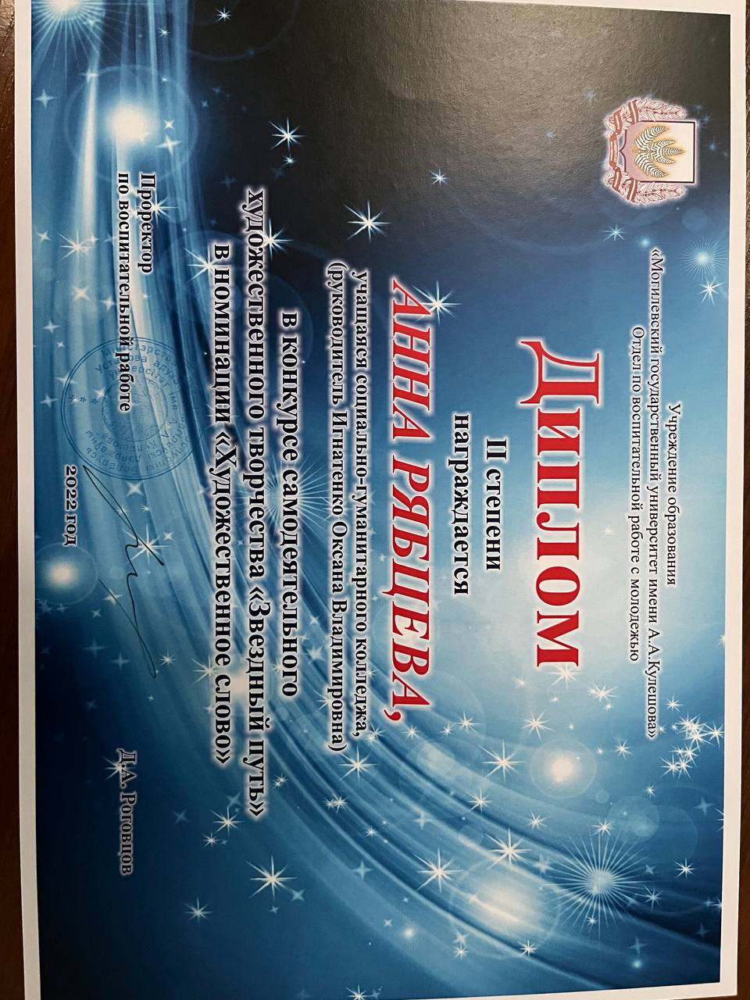 Учреждение образования
«Могилевский государственный университет имени А.А.Кулешова»
Отдел по воспитательной работе с молодежью
Диплом
II степени
награждается
АННА РЯБЦЕВА,
учащаяся социально-гуманитарного колледжа,
(руководитель Игнатенко Оксана Владимировна)
в конкурсе самодеятельного
художественного творчества «Звездный путь»
в номинации «Художественное слово»
Проректор
по воспитательной работе
Д.А. Роговцов
2022 год